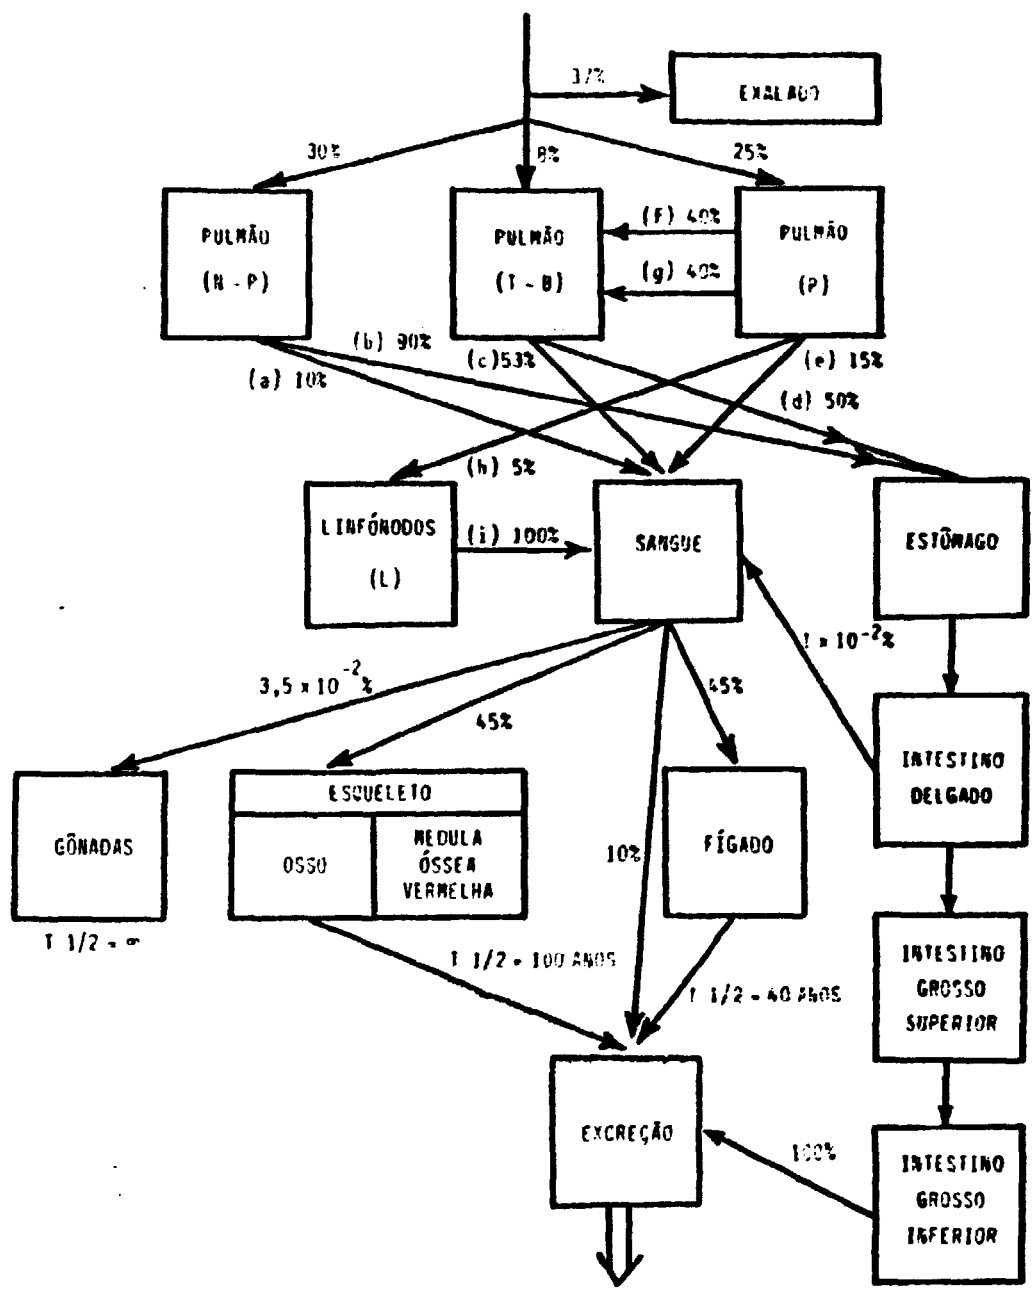 37%
EXALADO
30%
8%
25%
PULMÃO
(N - P)
PULMÃO
(T - B)
(f) 40%
(g) 40%
PULMÃO
(P)
(b) 90%
(a) 10%
(c) 53%
(e) 15%
(d) 50%
(h) 5%
LINFÓNODOS
(L)
(i) 100%
SANGUE
ESTÔMAGO
1 x 10-2%
3,5 x 10-2%
45%
45%
INTESTINO
DELGADO
GÔNADAS
T 1/2 = ∞
ESQUELETO
OSSO
MEDULA
ÓSSEA
VERMELHA
10%
FÍGADO
T 1/2 = 100 ANOS
T 1/2 = 40 ANOS
INTESTINO
GROSSO
SUPERIOR
EXCREÇÃO
100%
INTESTINO
GROSSO
INFERIOR